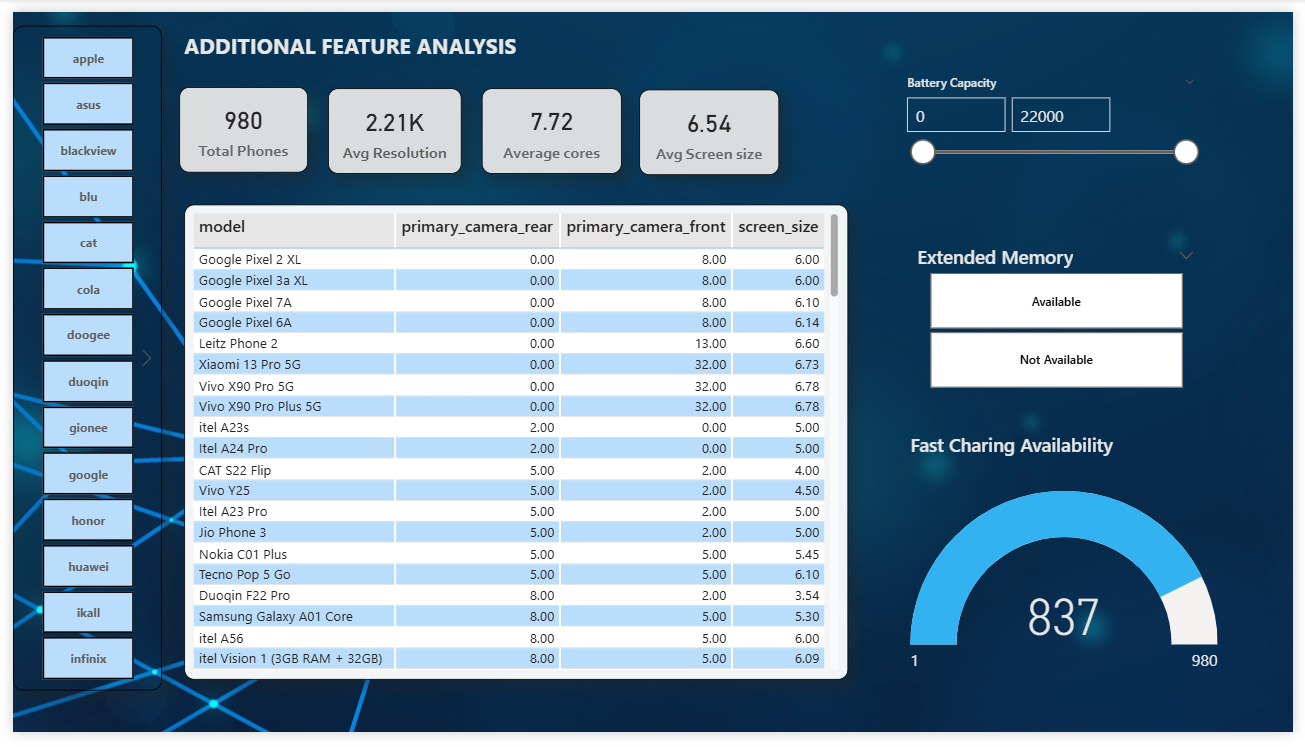 apple
asus
blackview
blu
cat
cola
doogee
duoqin
gionee
google
honor
huawei
ikall
infinix
ADDITIONAL FEATURE ANALYSIS
980
Total Phones
2.21K
Avg Resolution
7.72
Average cores
6.54
Avg Screen size
model primary_camera_rear primary_camera_front screen_size
Google Pixel 2 XL 0.00 8.00 6.00
Google Pixel 3a XL 0.00 8.00 6.00
Google Pixel 7A 0.00 8.00 6.10
Google Pixel 6A 0.00 8.00 6.14
Leitz Phone 2 0.00 13.00 6.60
Xiaomi 13 Pro 5G 0.00 32.00 6.73
Vivo X90 Pro 5G 0.00 32.00 6.78
Vivo X90 Pro Plus 5G 0.00 32.00 6.78
itel A23s 2.00 0.00 5.00
Itel A24 Pro 2.00 0.00 5.00
CAT S22 Flip 5.00 2.00 4.00
Vivo Y25 5.00 2.00 4.50
Itel A23 Pro 5.00 2.00 5.00
Jio Phone 3 5.00 2.00 5.00
Nokia C01 Plus 5.00 5.00 5.45
Tecno Pop 5 Go 5.00 5.00 6.10
Duoqin F22 Pro 8.00 2.00 3.54
Samsung Galaxy A01 Core 8.00 5.00 5.30
itel A56 8.00 5.00 6.00
itel Vision 1 (3GB RAM + 32GB) 8.00 5.00 6.09
Battery Capacity
0 22000
Extended Memory
Available
Not Available
Fast Charing Availability
837
1 980